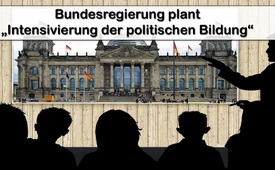 Bundesregierung plant
„Intensivierung der politischen Bildung“